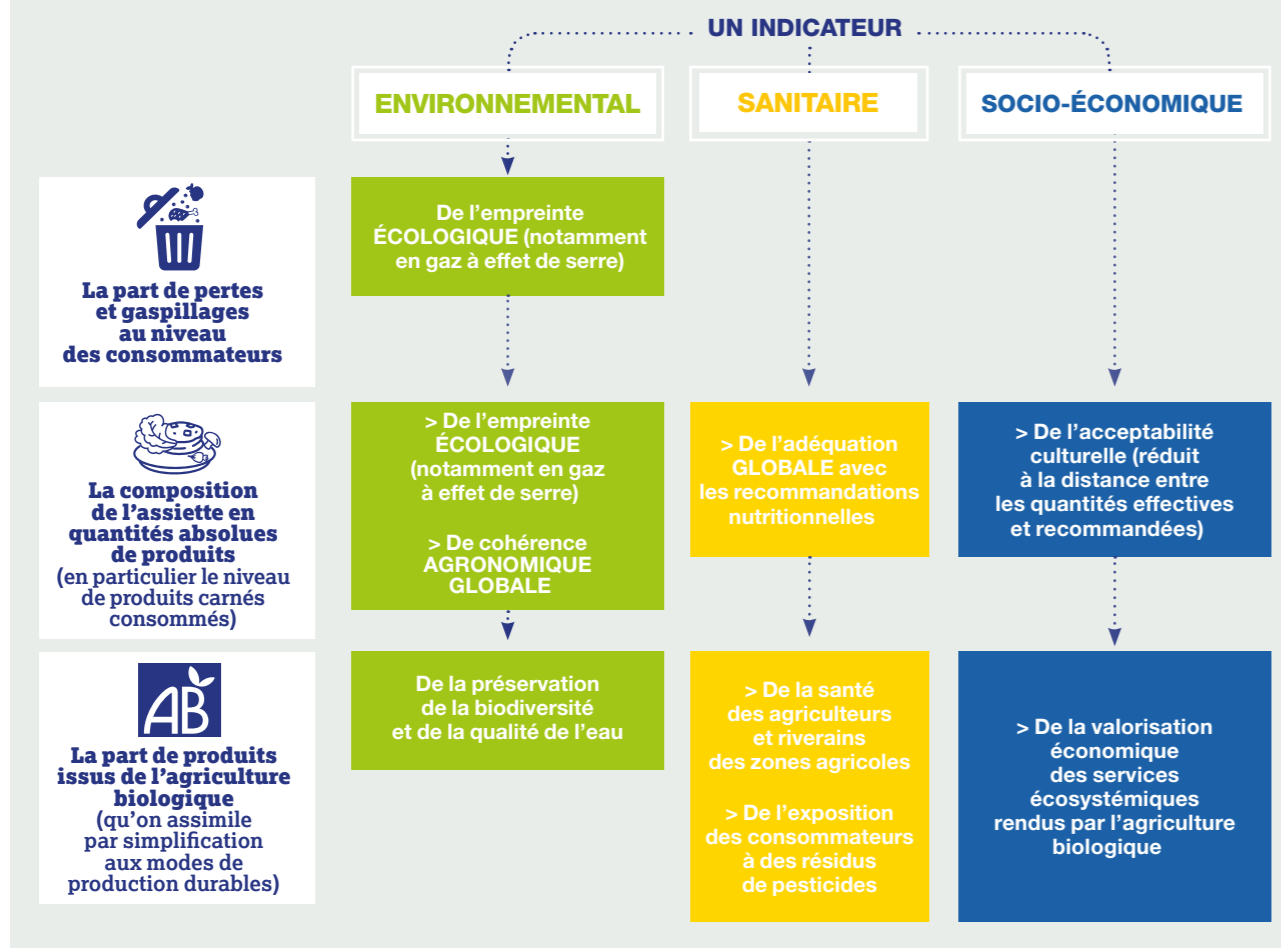 UN INDICATEUR
ENVIRONNEMENTAL
SANITAIRE
SOCIO-ÉCONOMIQUE
La part de pertes
et gaspillages
au niveau
des consommateurs
De l'empreinte
ÉCOLOGIQUE (notamment
en gaz à effet de serre)
La composition
de l'assiette en
quantités absolues
de produits
(en particulier le niveau
de produits carnés
consommés)
> De l'empreinte
ÉCOLOGIQUE
(notamment en gaz
à effet de serre)
> De cohérence
AGRONOMIQUE
GLOBALE
> De l'adéquation
GLOBALE avec
les recommandations
nutritionnelles
> De l'acceptabilité
culturelle (réduit
à la distance entre
les quantités effectives
et recommandées)
AB
La part de produits
issus de l'agriculture
biologique
(qu'on assimile
par simplification
aux modes de
production durables)
De la préservation
de la biodiversité
et de la qualité de l'eau
> De la santé
des agriculteurs
et riverains
des zones agricoles
> De l'exposition
des consommateurs
à des résidus
de pesticides
> De la valorisation
économique
des services
écosystémiques
rendus par l'agriculture
biologique